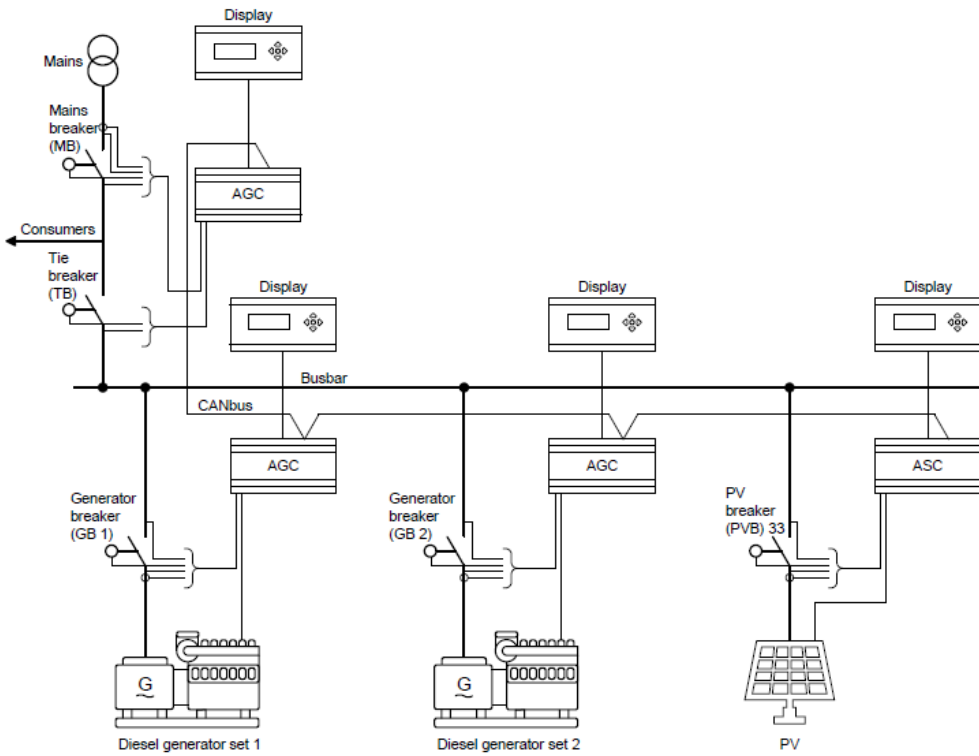 Display
Mains
Mains
breaker
(MB)
AGC
Consumers
Tie
breaker
(TB)
Display
Display
Display
Busbar
CANbus
AGC
AGC
ASC
Generator
breaker
(GB 1)
Generator
breaker
(GB 2)
PV
breaker
(PVB) 33
G
G
Diesel generator set 1
Diesel generator set 2
PV